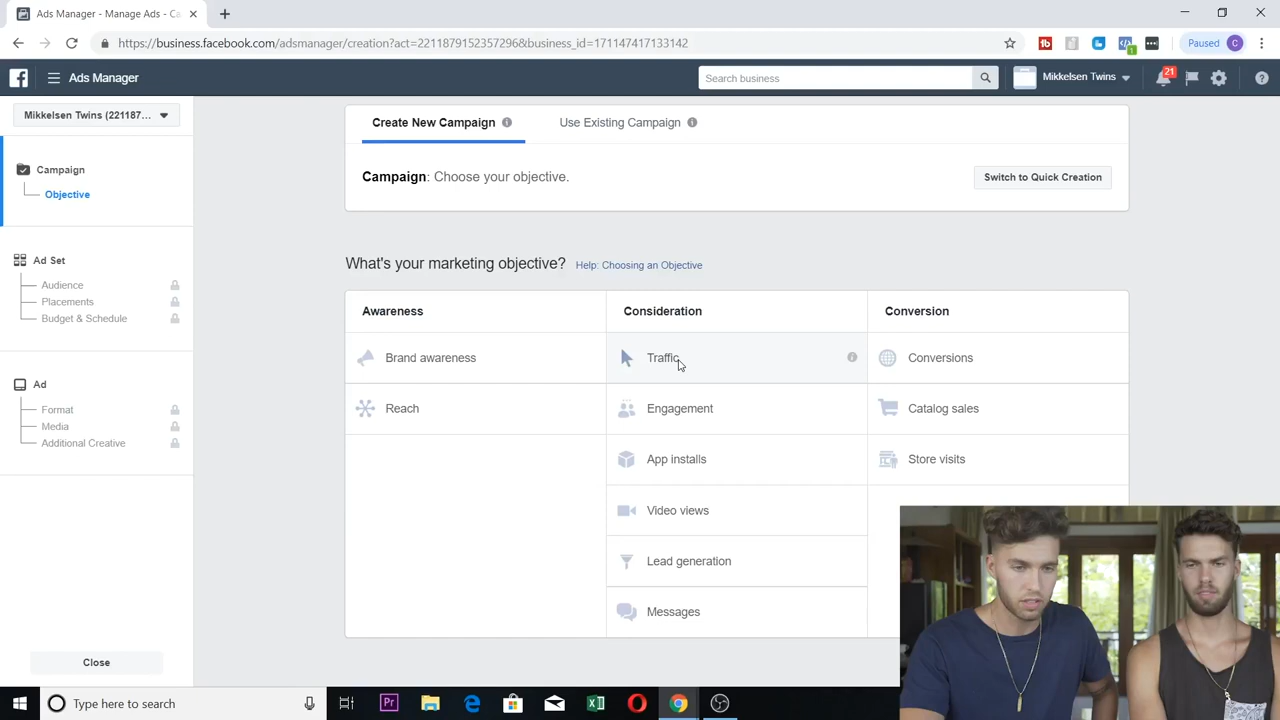 Ads Manager - Manage Ads - Ca
https://business.facebook.com/adsmanager/creation?act=2211879152357296&business_id=171147417133142
Paused C
Ads Manager
Search business
Mikkelsen Twins
21
Mikkelsen Twins (221187...
Create New Campaign
Use Existing Campaign
Campaign: Choose your objective.
Switch to Quick Creation
Campaign
Objective
Ad Set
Audience
Placements
Budget & Schedule
Ad
Format
Media
Additional Creative
Close
What's your marketing objective? Help: Choosing an Objective
Awareness
Consideration
Conversion
Brand awareness
Traffic
Conversions
Reach
Engagement
Catalog sales
App installs
Store visits
Video views
Lead generation
Messages
Type here to search
Pr